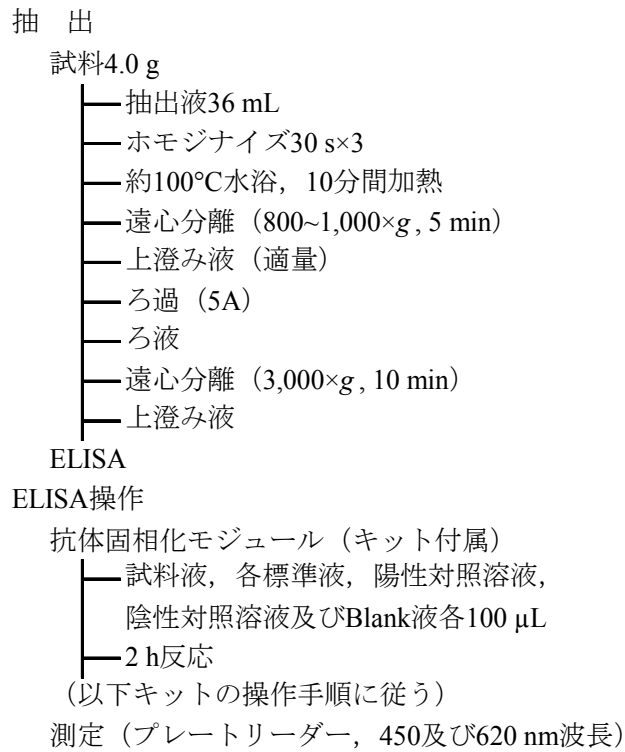 抽　出
試料4.0 g
抽出液36 mL
ホモジナイズ30 s×3
約100°C水浴，10分間加熱
遠心分離（800~1,000×g , 5 min）
上澄み液（適量）
ろ過（5A）
ろ液
遠心分離（3,000×g , 10 min）
上澄み液
ELISA
ELISA操作
抗体固相化モジュール（キット付属）
試料液，各標準液，陽性対照溶液，
陰性対照溶液及びBlank液各100 µL
2 h反応
（以下キットの操作手順に従う）
測定（プレートリーダー，450及び620 nm波長）